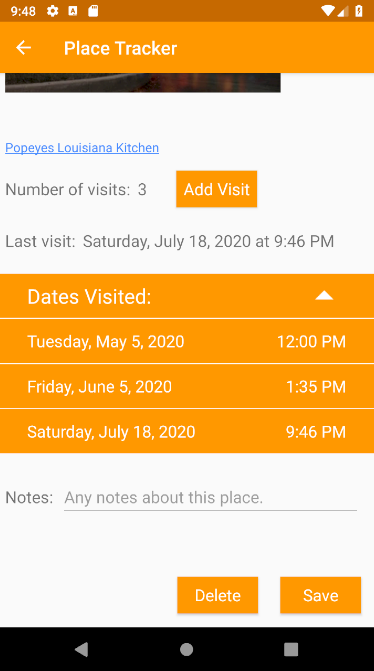 9:48
Place Tracker
Popeyes Louisiana Kitchen
Number of visits: 3 Add Visit
Last visit: Saturday, July 18, 2020 at 9:46 PM
Dates Visited:
Tuesday, May 5, 2020 12:00 PM
Friday, June 5, 2020 1:35 PM
Saturday, July 18, 2020 9:46 PM
Notes: Any notes about this place.
Delete Save